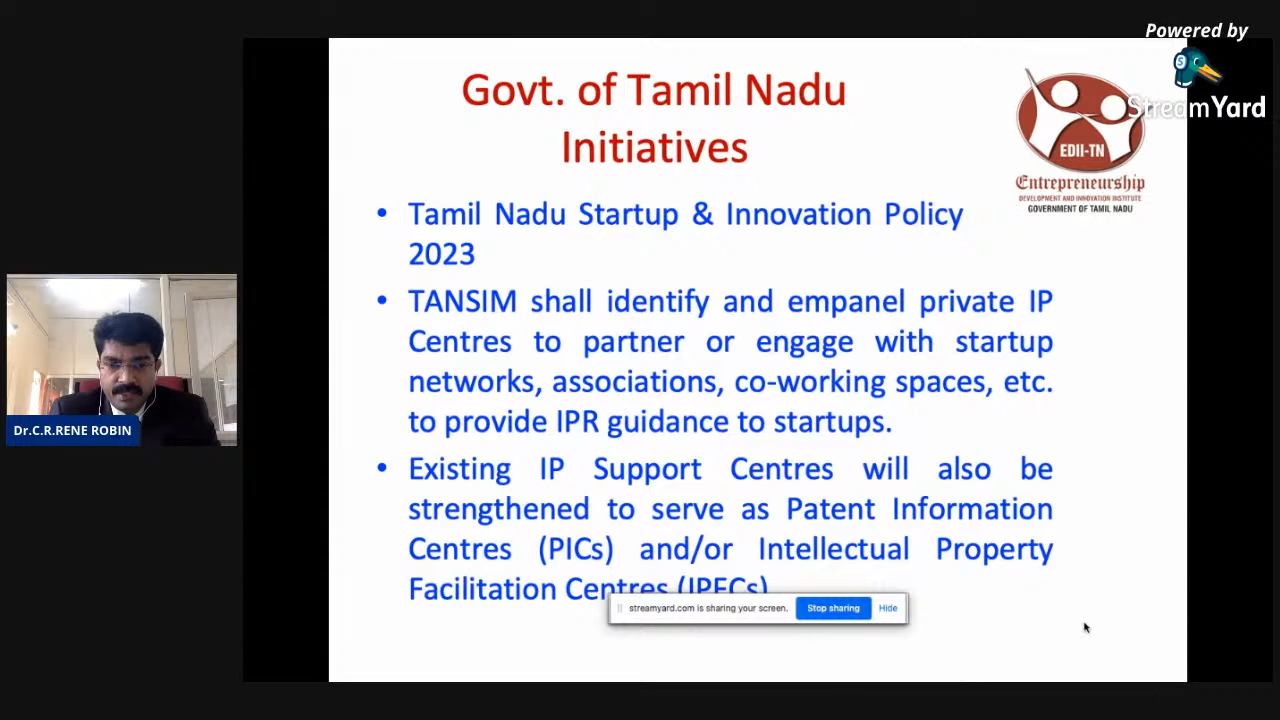 Powered by
StreamYard
Govt. of Tamil Nadu
Initiatives
EDII-TN
Entrepreneurship
DEVELOPMENT AND INNOVATION INSTITUTE
GOVERNMENT OF TAMIL NADU
• Tamil Nadu Startup & Innovation Policy
2023
• TANSIM shall identify and empanel private IP
Centres to partner or engage with startup
networks, associations, co-working spaces, etc.
to provide IPR guidance to startups.
• Existing IP Support Centres will also be
strengthened to serve as Patent Information
Centres (PICs) and/or Intellectual Property
Facilitation Centres (IPFCs)
streamyard.com is sharing your screen. Stop sharing Hide
Dr.C.R.RENE ROBIN